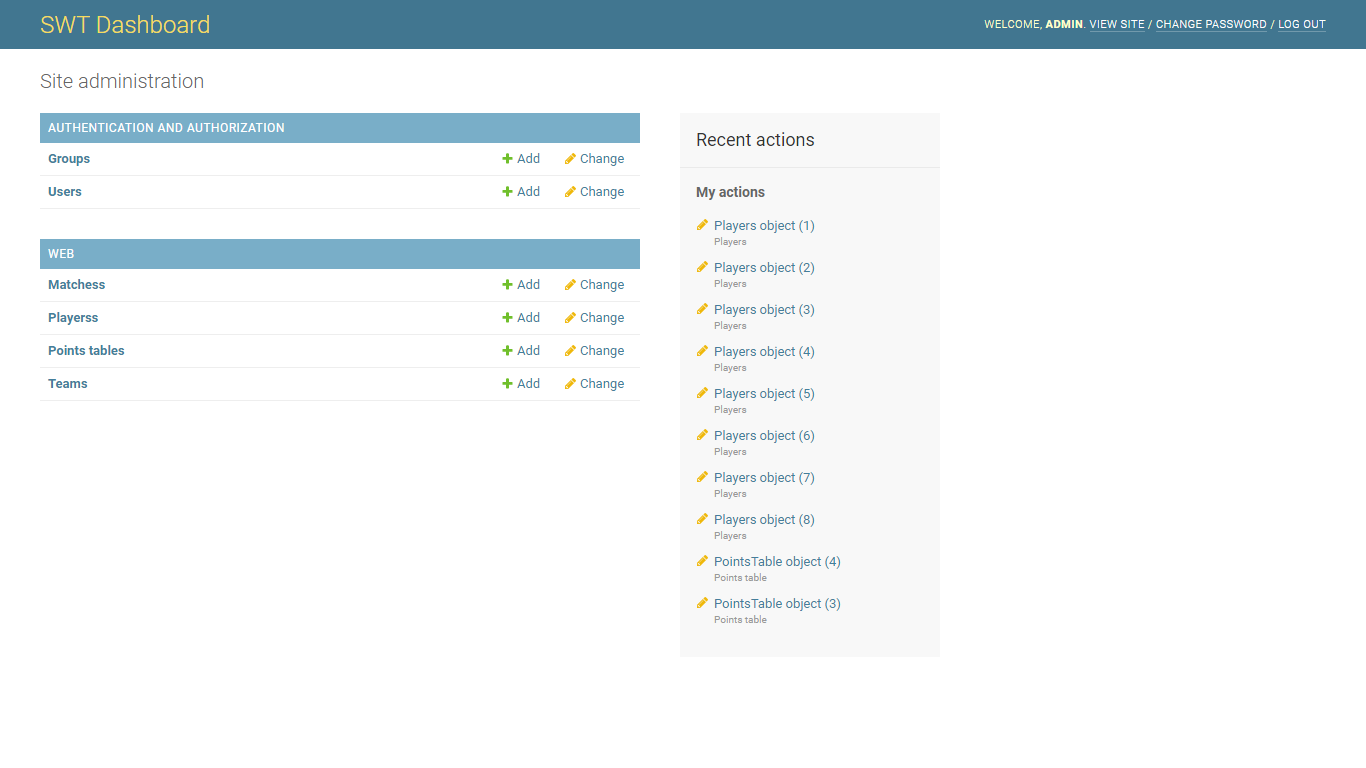 SWT Dashboard
WELCOME, ADMIN. VIEW SITE / CHANGE PASSWORD / LOG OUT
Site administration
AUTHENTICATION AND AUTHORIZATION
Groups Add Change
Users Add Change
WEB
Matchess Add Change
Playerss Add Change
Points tables Add Change
Teams Add Change
Recent actions
My actions
Players object (1)
Players
Players object (2)
Players
Players object (3)
Players
Players object (4)
Players
Players object (5)
Players
Players object (6)
Players
Players object (7)
Players
Players object (8)
Players
PointsTable object (4)
Points table
PointsTable object (3)
Points table